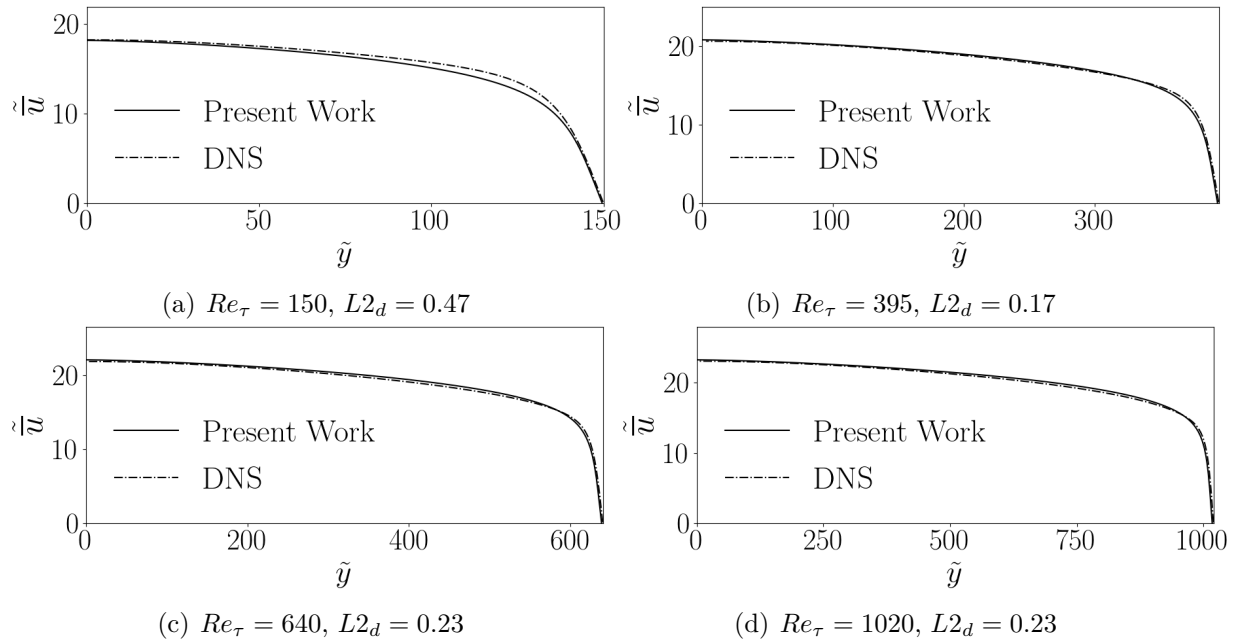 20
10
0
0 50 100 150
ũ̅
ỹ
Present Work
DNS
(a) Re_τ = 150, L2_d = 0.47
20
10
0
0 100 200 300
ũ̅
ỹ
Present Work
DNS
(b) Re_τ = 395, L2_d = 0.17
20
10
0
0 200 400 600
ũ̅
ỹ
Present Work
DNS
(c) Re_τ = 640, L2_d = 0.23
20
10
0
0 250 500 750 1000
ũ̅
ỹ
Present Work
DNS
(d) Re_τ = 1020, L2_d = 0.23